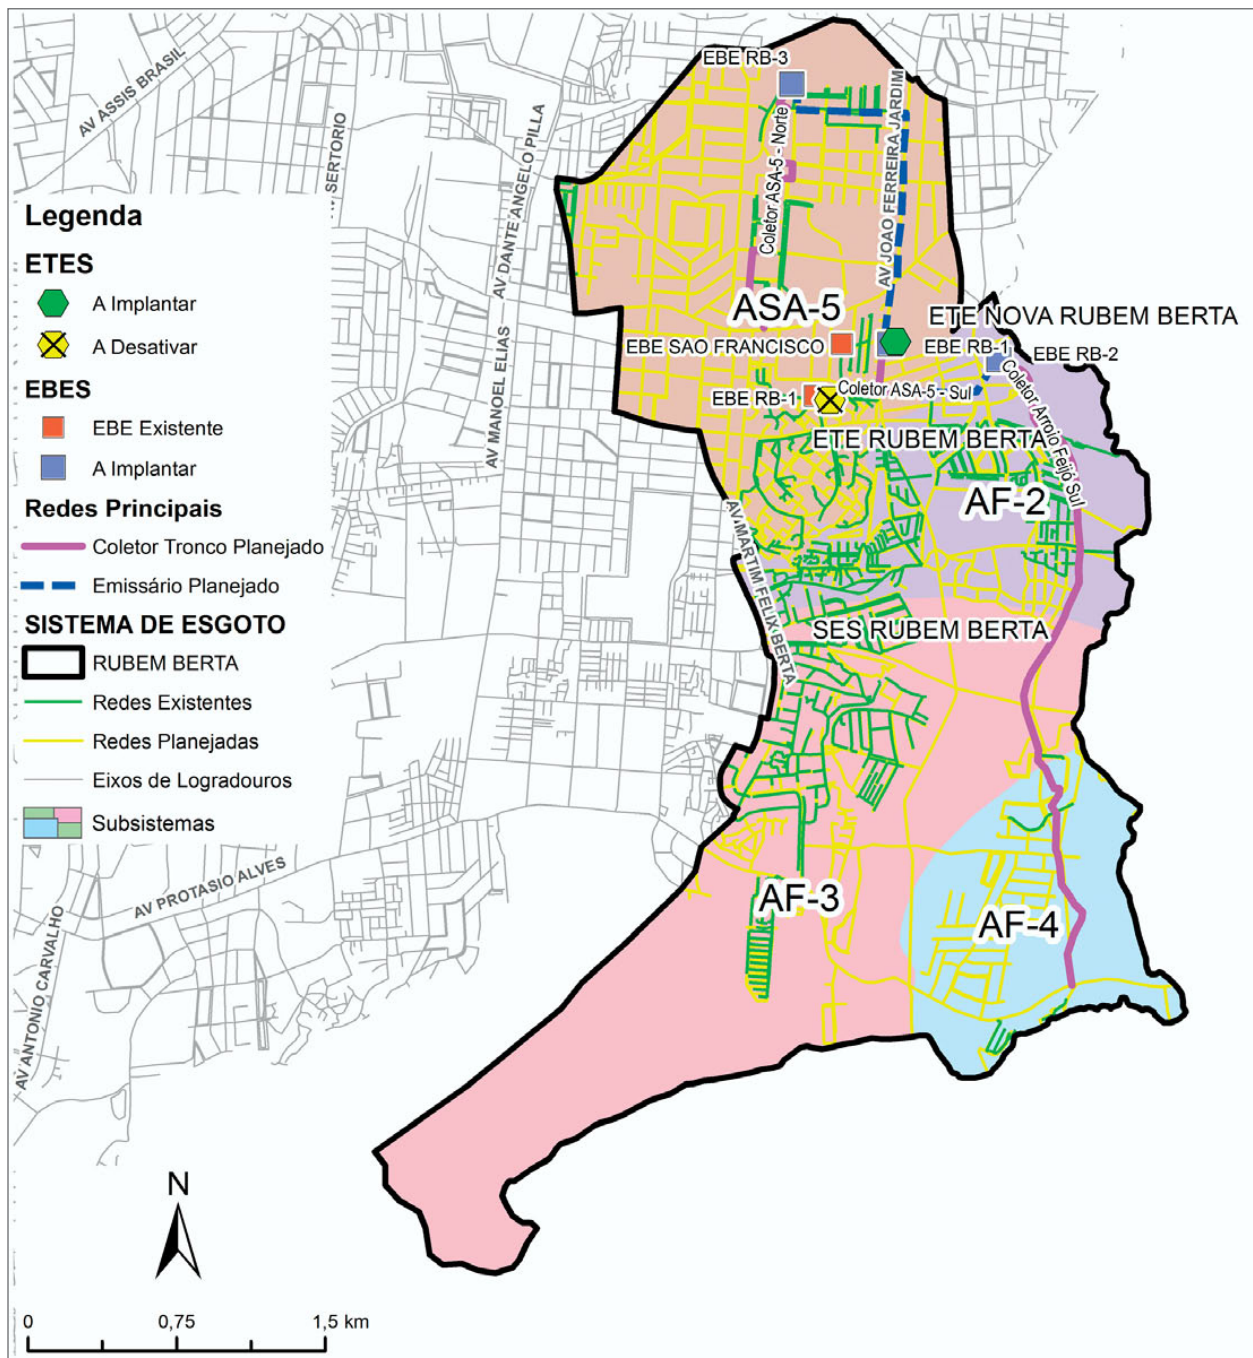 AV ASSIS BRASIL
SERTORIO
AV DANTE ANGELO PILLA
AV MANOEL ELIAS
EBE RB-3
Coletor ASA-5 - Norte
AV JOAO FERREIRA JARDIM
ASA-5
ETE NOVA RUBEM BERTA
EBE SAO FRANCISCO
EBE RB-1
EBE RB-2
EBE RB-1
Coletor ASA-5 - Sul
Coletor Arroio Feijó Sul
ETE RUBEM BERTA
AF-2
AV MARTIM FELIX BERTA
SES RUBEM BERTA
AF-3
AF-4
AV PROTASIO ALVES
AV ANTONIO CARVALHO
Legenda
ETES
A Implantar
A Desativar
EBES
EBE Existente
A Implantar
Redes Principais
Coletor Tronco Planejado
Emissário Planejado
SISTEMA DE ESGOTO
RUBEM BERTA
Redes Existentes
Redes Planejadas
Eixos de Logradouros
Subsistemas
N
0 0,75 1,5 km